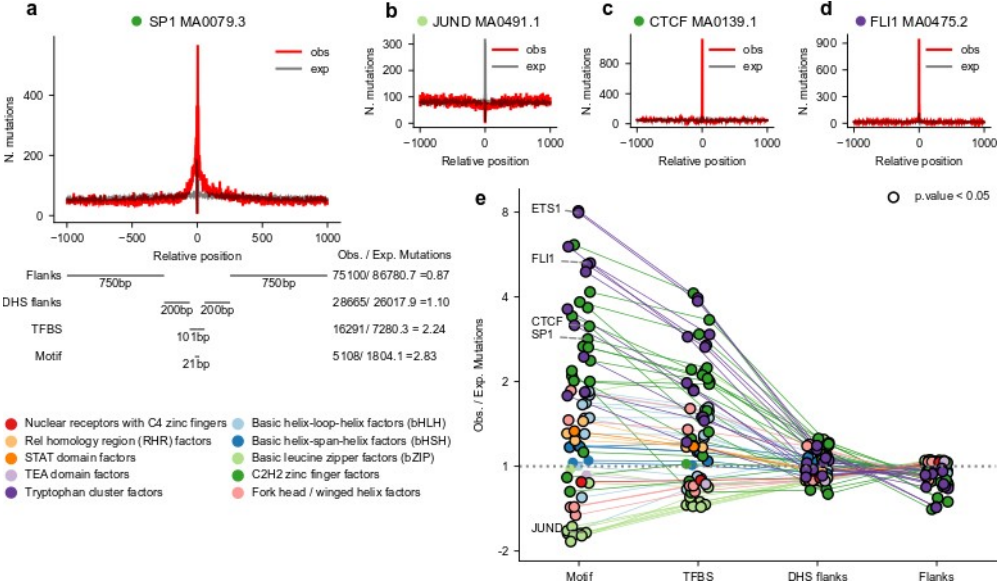 a
SP1 MA0079.3
obs
exp
N. mutations
400
200
0
−1000
−500
0
500
1000
Relative position
b
JUND MA0491.1
obs
exp
N. mutations
300
200
100
0
−1000
0
1000
Relative position
c
CTCF MA0139.1
obs
exp
N. mutations
800
400
0
−1000
0
1000
Relative position
d
FLI1 MA0475.2
obs
exp
N. mutations
900
600
300
0
−1000
0
1000
Relative position
Obs. / Exp. Mutations
Flanks
750bp
750bp
75100/ 86780.7 =0.87
DHS flanks
200bp
200bp
28665/ 26017.9 =1.10
TFBS
101bp
16291/ 7280.3 = 2.24
Motif
21bp
5108/ 1804.1 =2.83
Nuclear receptors with C4 zinc fingers
Rel homology region (RHR) factors
STAT domain factors
TEA domain factors
Tryptophan cluster factors
Basic helix-loop-helix factors (bHLH)
Basic helix-span-helix factors (bHSH)
Basic leucine zipper factors (bZIP)
C2H2 zinc finger factors
Fork head / winged helix factors
e
p.value < 0.05
Obs. / Exp. Mutations
8
4
2
1
-2
ETS1
FLI1
CTCF
SP1
JUND
Motif
TFBS
DHS flanks
Flanks